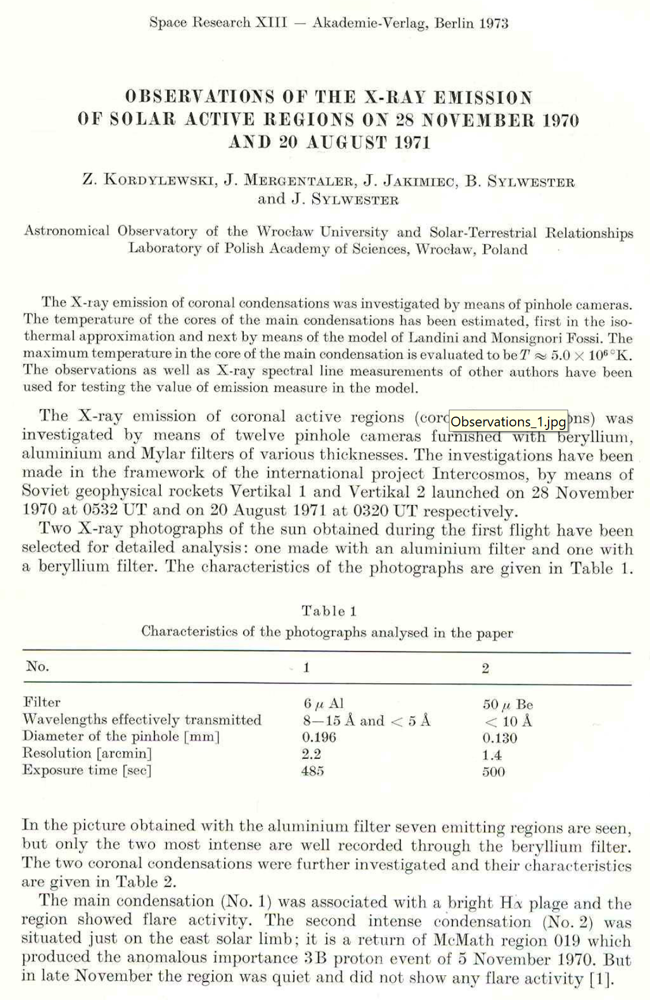 Space Research XIII — Akademie-Verlag, Berlin 1973
OBSERVATIONS OF THE X-RAY EMISSION
OF SOLAR ACTIVE REGIONS ON 28 NOVEMBER 1970
AND 20 AUGUST 1971
Z. KORDYLEWSKI, J. MERGENTALER, J. JAKIMIEC, B. SYLWESTER
and J. SYLWESTER
Astronomical Observatory of the Wrocław University and Solar-Terrestrial Relationships
Laboratory of Polish Academy of Sciences, Wrocław, Poland
The X-ray emission of coronal condensations was investigated by means of pinhole cameras.
The temperature of the cores of the main condensations has been estimated, first in the iso-
thermal approximation and next by means of the model of Landini and Monsignori Fossi. The
maximum temperature in the core of the main condensation is evaluated to be T ≈ 5.0 × 10⁶ °K.
The observations as well as X-ray spectral line measurements of other authors have been
used for testing the value of emission measure in the model.
The X-ray emission of coronal active regions (coro Observations_1.jpg ons) was
investigated by means of twelve pinhole cameras furnished with beryllium,
aluminium and Mylar filters of various thicknesses. The investigations have been
made in the framework of the international project Intercosmos, by means of
Soviet geophysical rockets Vertikal 1 and Vertikal 2 launched on 28 November
1970 at 0532 UT and on 20 August 1971 at 0320 UT respectively.
Two X-ray photographs of the sun obtained during the first flight have been
selected for detailed analysis: one made with an aluminium filter and one with
a beryllium filter. The characteristics of the photographs are given in Table 1.
Table 1
Characteristics of the photographs analysed in the paper
No. 1 2
Filter 6 μ Al 50 μ Be
Wavelengths effectively transmitted 8—15 Å and < 5 Å < 10 Å
Diameter of the pinhole [mm] 0.196 0.130
Resolution [arcmin] 2.2 1.4
Exposure time [sec] 485 500
In the picture obtained with the aluminium filter seven emitting regions are seen,
but only the two most intense are well recorded through the beryllium filter.
The two coronal condensations were further investigated and their characteristics
are given in Table 2.
The main condensation (No. 1) was associated with a bright Hα plage and the
region showed flare activity. The second intense condensation (No. 2) was
situated just on the east solar limb; it is a return of McMath region 019 which
produced the anomalous importance 3B proton event of 5 November 1970. But
in late November the region was quiet and did not show any flare activity [1].